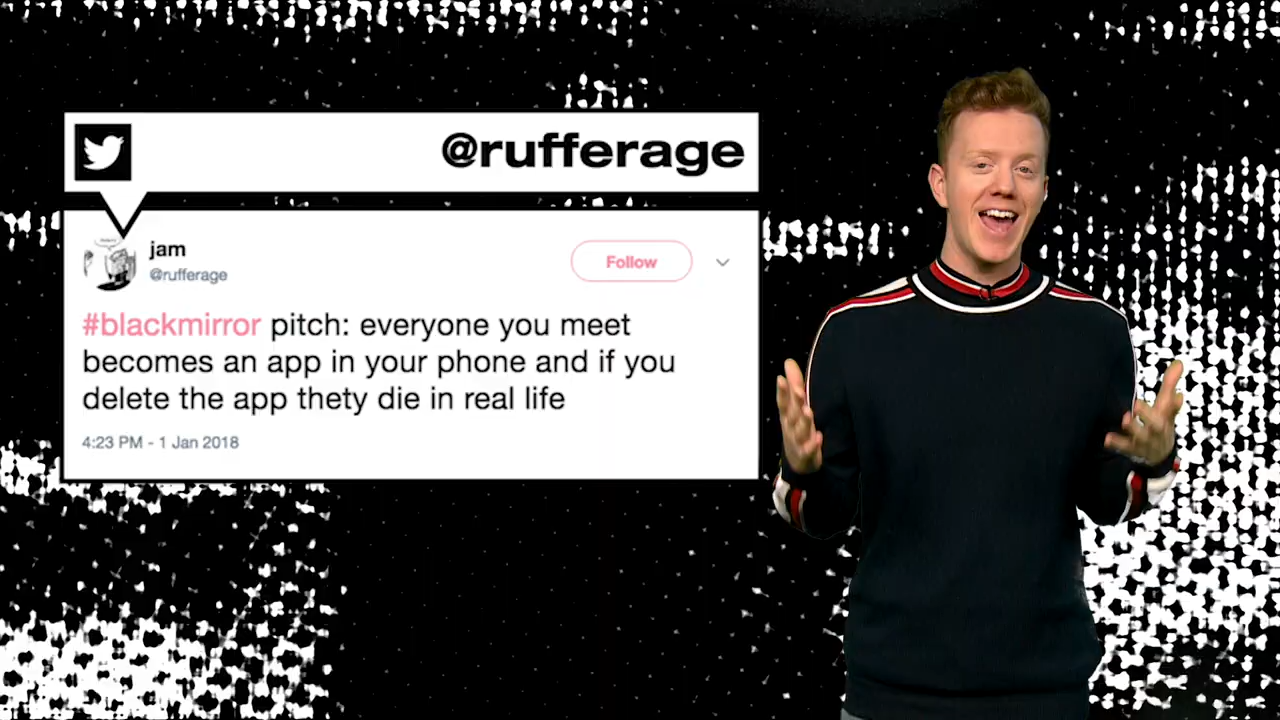 @rufferage
jam
@rufferage
Follow
#blackmirror pitch: everyone you meet
becomes an app in your phone and if you
delete the app thety die in real life
4:23 PM - 1 Jan 2018